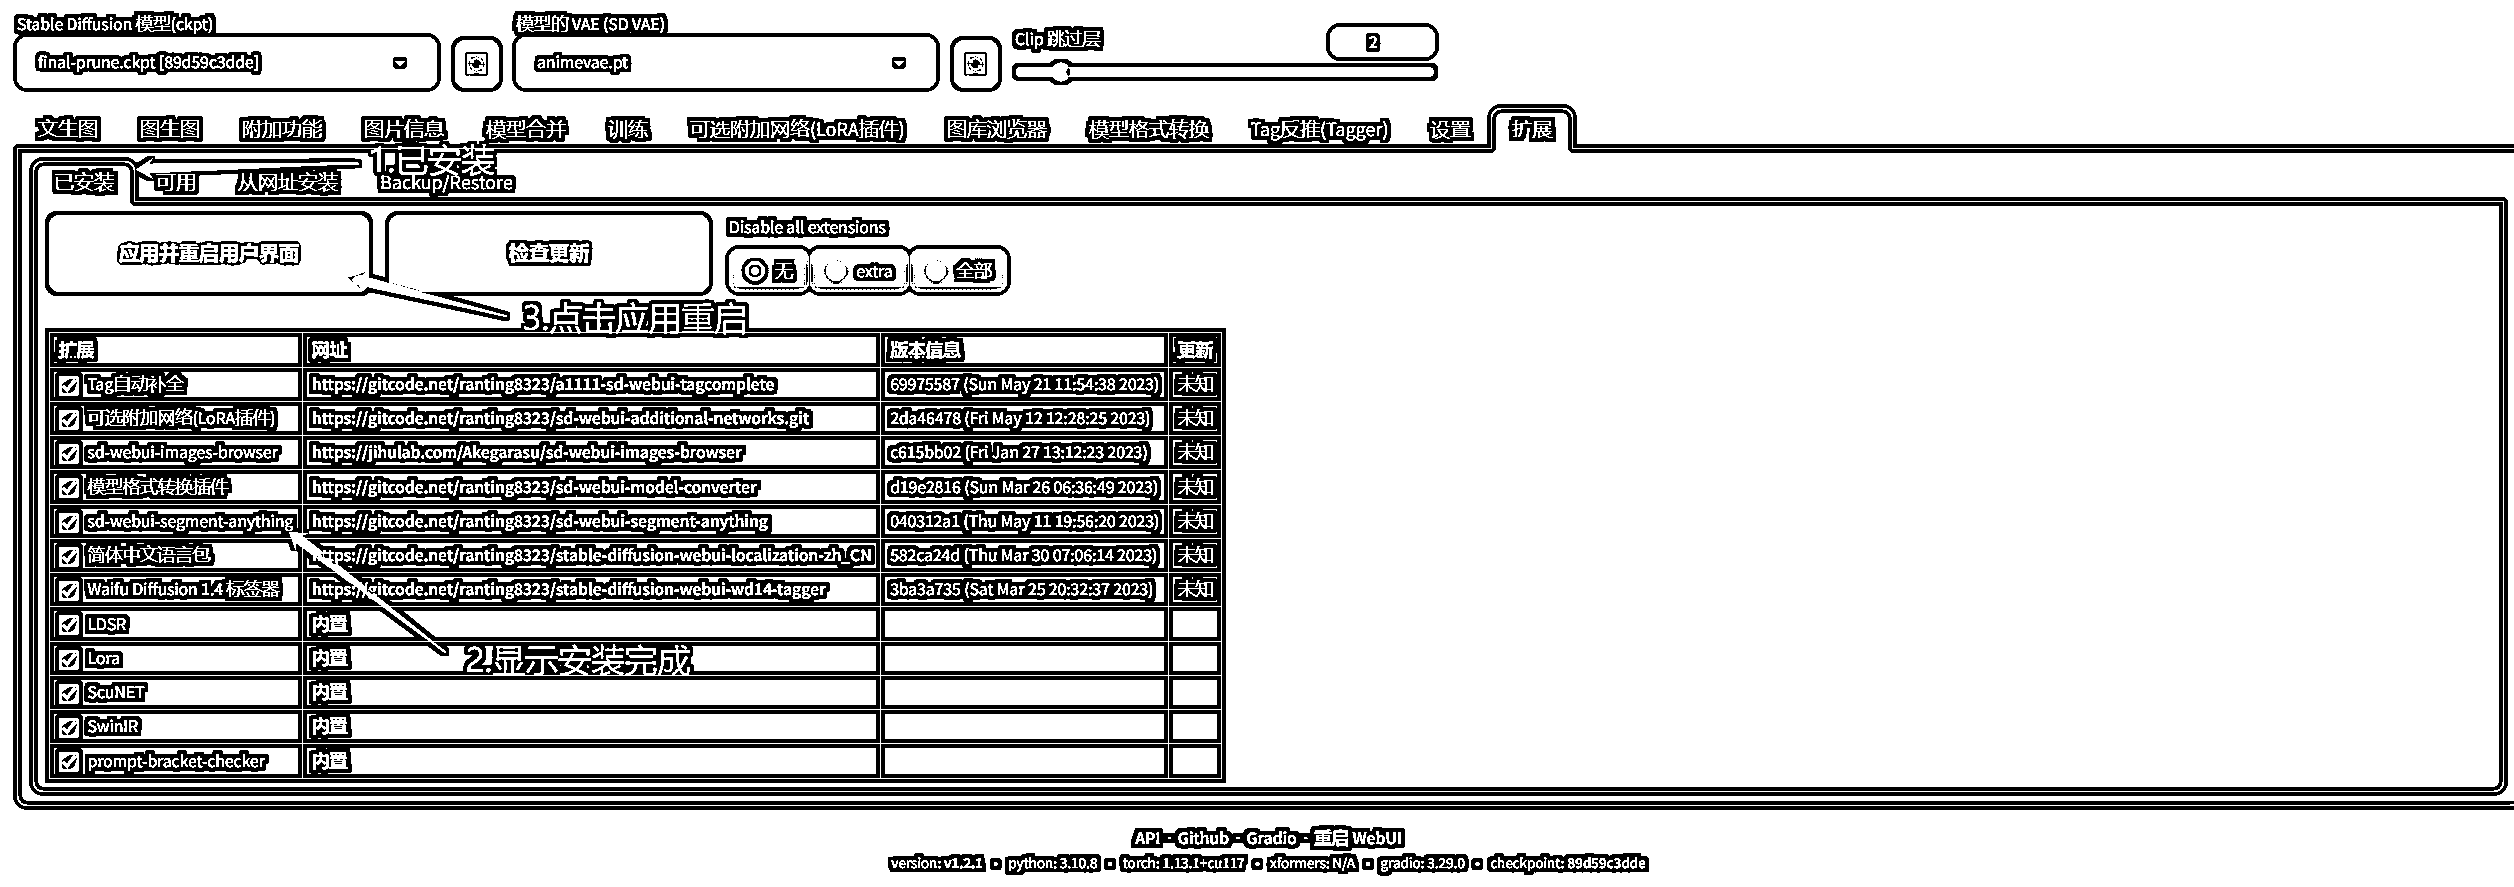 Stable Diffusion 模型(ckpt)
模型的 VAE (SD VAE)
Clip 跳过层
2
final-prune.ckpt [89d59c3dde]
animevae.pt
文生图 图生图 附加功能 图片信息 模型合并 训练 可选附加网络(LoRA插件) 图库浏览器 模型格式转换 Tag反推(Tagger) 设置 扩展
1.已安装
已安装 可用 从网址安装 Backup/Restore
Disable all extensions
应用并重启用户界面 检查更新
无 extra 全部
3.点击应用重启
扩展 网址 版本信息 更新
Tag自动补全 https://gitcode.net/ranting8323/a1111-sd-webui-tagcomplete 69975587 (Sun May 21 11:54:38 2023) 未知
可选附加网络(LoRA插件) https://gitcode.net/ranting8323/sd-webui-additional-networks.git 2da46478 (Fri May 12 12:28:25 2023) 未知
sd-webui-images-browser https://jihulab.com/Akegarasu/sd-webui-images-browser c615bb02 (Fri Jan 27 13:12:23 2023) 未知
模型格式转换插件 https://gitcode.net/ranting8323/sd-webui-model-converter d19e2816 (Sun Mar 26 06:36:49 2023) 未知
sd-webui-segment-anything https://gitcode.net/ranting8323/sd-webui-segment-anything 040312a1 (Thu May 11 19:56:20 2023) 未知
简体中文语言包 https://gitcode.net/ranting8323/stable-diffusion-webui-localization-zh_CN 582ca24d (Thu Mar 30 07:06:14 2023) 未知
Waifu Diffusion 1.4 标签器 https://gitcode.net/ranting8323/stable-diffusion-webui-wd14-tagger 3ba3a735 (Sat Mar 25 20:32:37 2023) 未知
LDSR 内置
Lora 内置
2.显示安装完成
ScuNET 内置
SwinIR 内置
prompt-bracket-checker 内置
API - Github - Gradio - 重启 WebUI
version: v1.2.1 • python: 3.10.8 • torch: 1.13.1+cu117 • xformers: N/A • gradio: 3.29.0 • checkpoint: 89d59c3dde